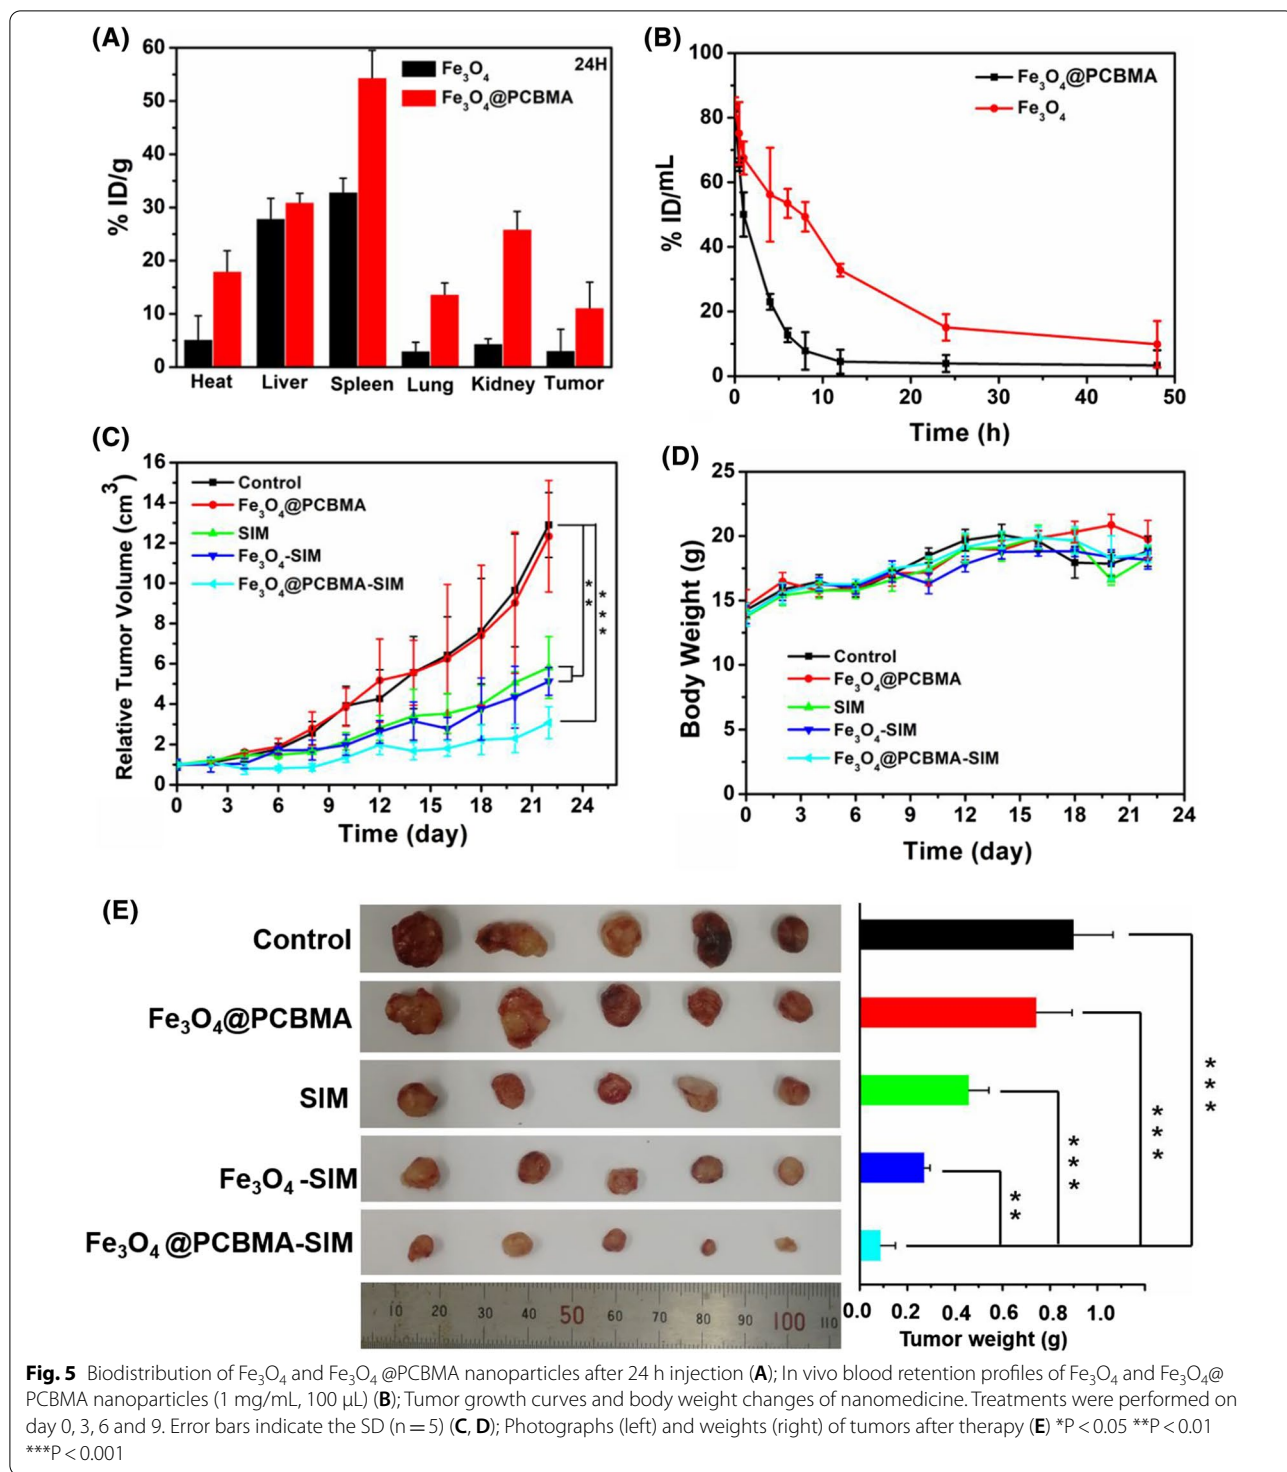 (A)
60
50
40
30
20
10
0
% ID/g
Fe₃O₄
Fe₃O₄@PCBMA
24H
Heat Liver Spleen Lung Kidney Tumor
(B)
100
80
60
40
20
0
% ID/mL
Fe₃O₄@PCBMA
Fe₃O₄
0 10 20 30 40 50
Time (h)
(C)
16
14
12
10
8
6
4
2
0
Relative Tumor Volume (cm³)
Control
Fe₃O₄@PCBMA
SIM
Fe₃O₄-SIM
Fe₃O₄@PCBMA-SIM
**
***
0 3 6 9 12 15 18 21 24
Time (day)
(D)
25
20
15
10
5
0
Body Weight (g)
Control
Fe₃O₄@PCBMA
SIM
Fe₃O₄-SIM
Fe₃O₄@PCBMA-SIM
0 3 6 9 12 15 18 21 24
Time (day)
(E)
Control
Fe₃O₄@PCBMA
SIM
Fe₃O₄-SIM
Fe₃O₄@PCBMA-SIM
10 20 30 40 50 60 70 80 90 100 110
**
***
***
***
0.0 0.2 0.4 0.6 0.8 1.0
Tumor weight (g)
Fig. 5 Biodistribution of Fe₃O₄ and Fe₃O₄ @PCBMA nanoparticles after 24 h injection (A); In vivo blood retention profiles of Fe₃O₄ and Fe₃O₄@
PCBMA nanoparticles (1 mg/mL, 100 μL) (B); Tumor growth curves and body weight changes of nanomedicine. Treatments were performed on
day 0, 3, 6 and 9. Error bars indicate the SD (n = 5) (C, D); Photographs (left) and weights (right) of tumors after therapy (E) *P < 0.05 **P < 0.01
***P < 0.001